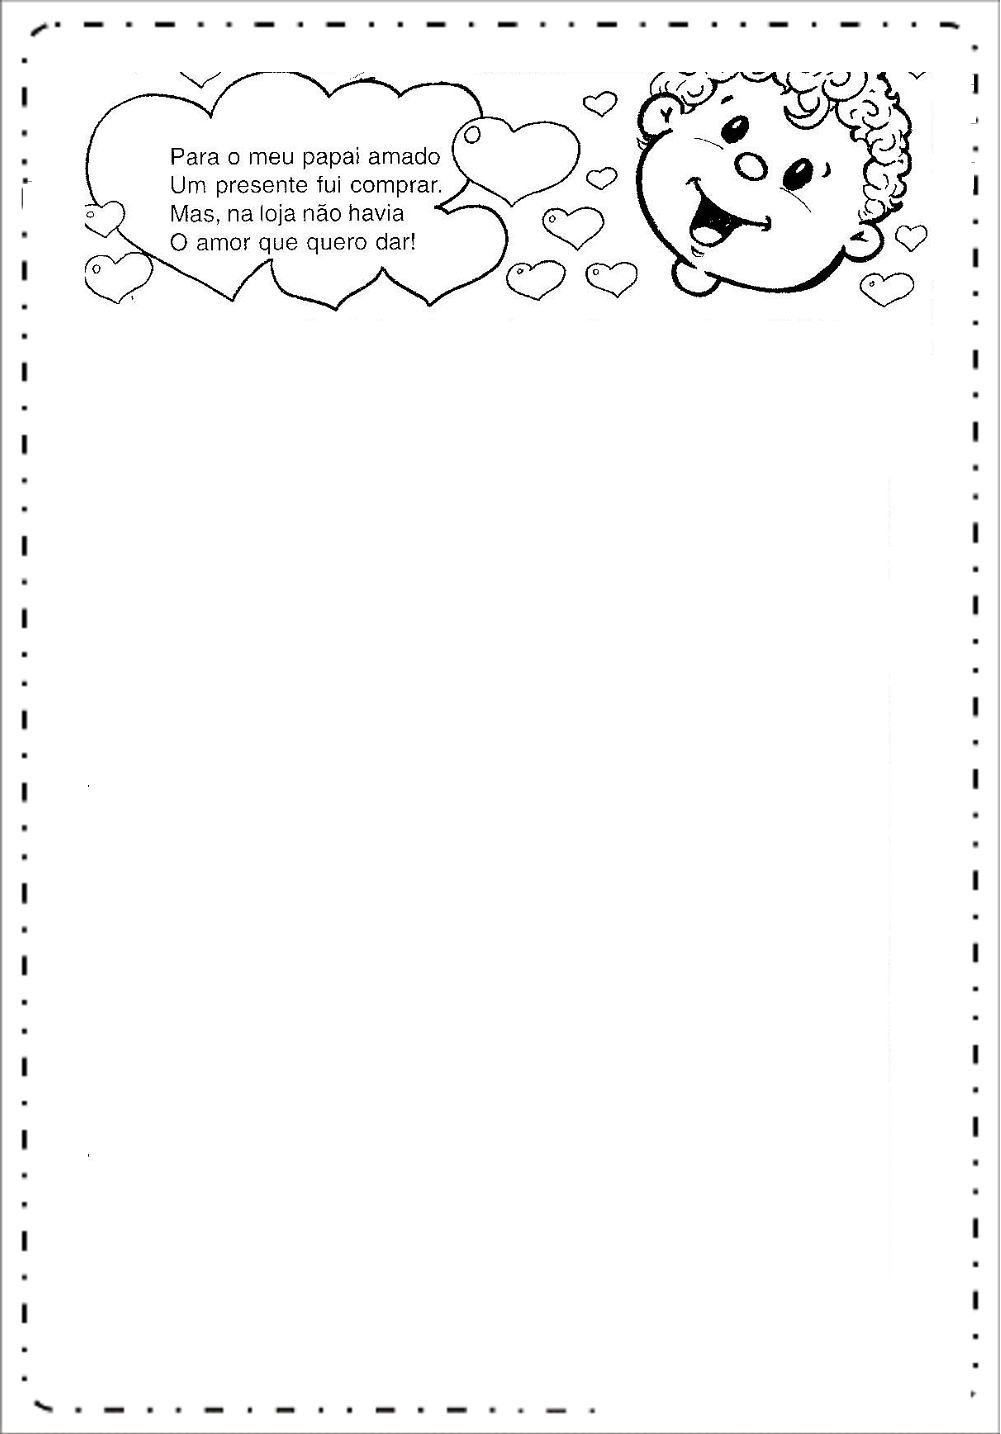 Para o meu papai amado
Um presente fui comprar.
Mas, na loja não havia
O amor que quero dar!